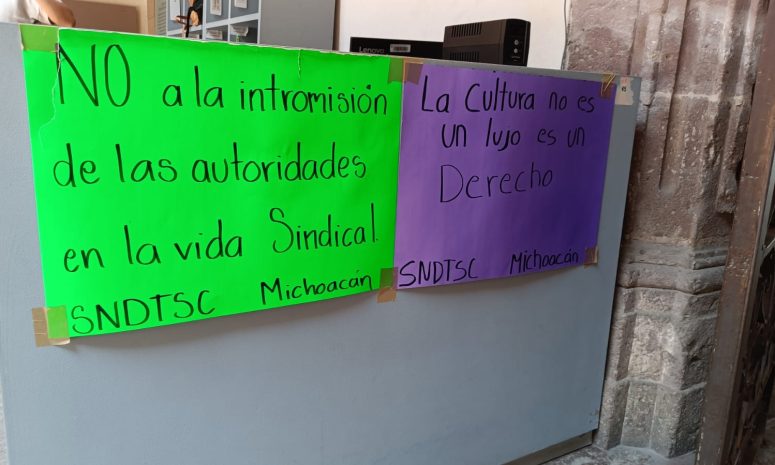 NO a la intromisión
de las autoridades
en la vida Sindical.
SNDTSC Michoacán
La Cultura no es
un lujo es un
Derecho
SNDTSC Michoacán
Lenovo